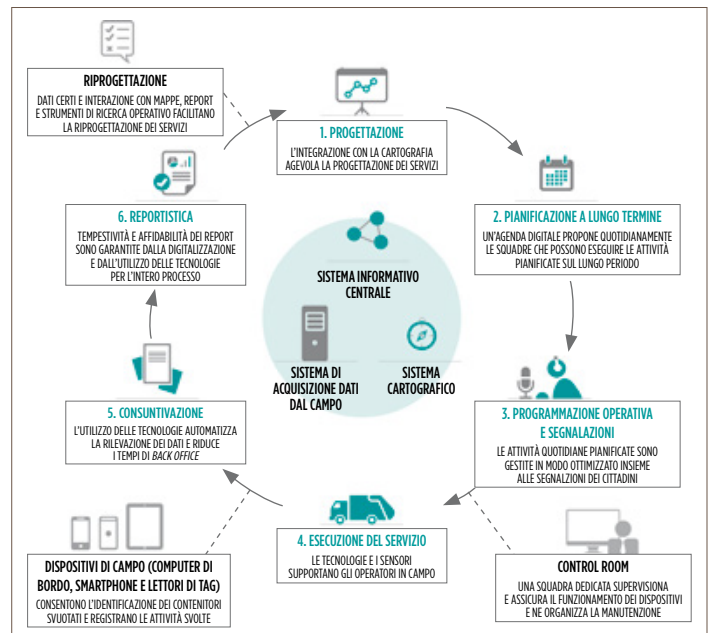 RIPROGETTAZIONE
DATI CERTI E INTERAZIONE CON MAPPE, REPORT
E STRUMENTI DI RICERCA OPERATIVO FACILITANO
LA RIPROGETTAZIONE DEI SERVIZI
1. PROGETTAZIONE
L'INTEGRAZIONE CON LA CARTOGRAFIA
AGEVOLA LA PROGETTAZIONE DEI SERVIZI
2. PIANIFICAZIONE A LUNGO TERMINE
UN'AGENDA DIGITALE PROPONE QUOTIDIANAMENTE
LE SQUADRE CHE POSSONO ESEGUIRE LE ATTIVITÀ
PIANIFICATE SUL LUNGO PERIODO
6. REPORTISTICA
TEMPESTIVITÀ E AFFIDABILITÀ DEI REPORT
SONO GARANTITE DALLA DIGITALIZZAZIONE
E DALL'UTILIZZO DELLE TECNOLOGIE
PER L'INTERO PROCESSO
SISTEMA INFORMATIVO
CENTRALE
SISTEMA DI
ACQUISIZIONE DATI
DAL CAMPO
SISTEMA
CARTOGRAFICO
5. CONSUNTIVAZIONE
L'UTILIZZO DELLE TECNOLOGIE AUTOMATIZZA
LA RILEVAZIONE DEI DATI E RIDUCE
I TEMPI DI BACK OFFICE
3. PROGRAMMAZIONE OPERATIVA
E SEGNALAZIONI
LE ATTIVITÀ QUOTIDIANE PIANIFICATE SONO
GESTITE IN MODO OTTIMIZZATO INSIEME
ALLE SEGNALZIONI DEI CITTADINI
4. ESECUZIONE DEL SERVIZIO
LE TECNOLOGIE E I SENSORI
SUPPORTANO GLI OPERATORI IN CAMPO
DISPOSITIVI DI CAMPO (COMPUTER DI
BORDO, SMARTPHONE E LETTORI DI TAG)
CONSENTONO L'IDENTIFICAZIONE DEI CONTENITORI
SVUOTATI E REGISTRANO LE ATTIVITÀ SVOLTE
CONTROL ROOM
UNA SQUADRA DEDICATA SUPERVISIONA
E ASSICURA IL FUNZIONAMENTO DEI DISPOSITIVI
E NE ORGANIZZA LA MANUTENZIONE